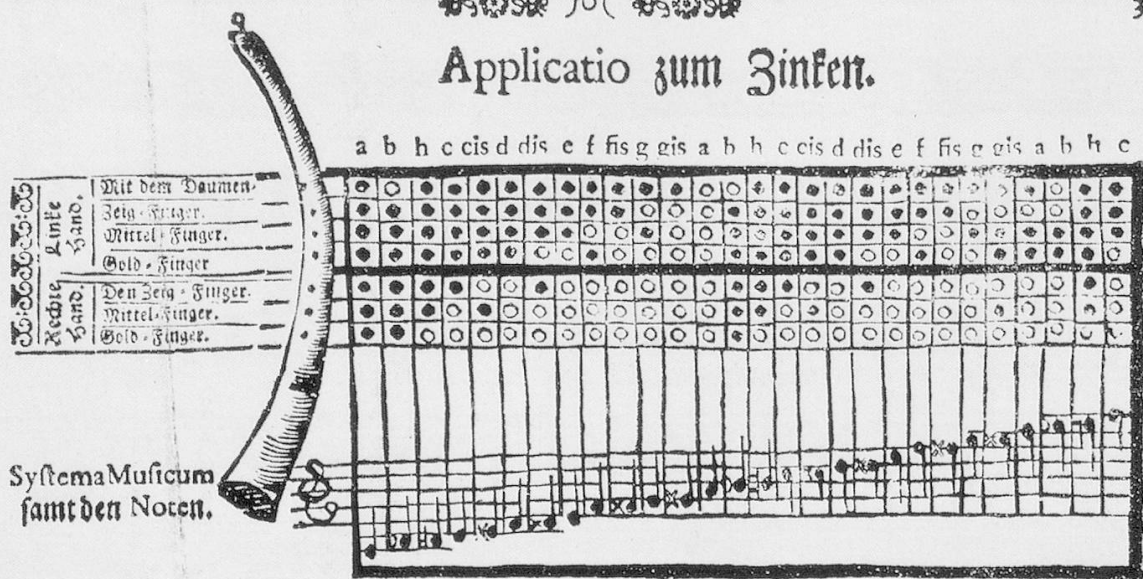 Applicatio zum Zinken.
a b h c cis d dis e f fis g gis a b h c cis d dis e f fis g gis a b h c
Linke Hand.
Mit dem Daumen.
Zeig-Finger.
Mittel-Finger.
Gold-Finger
Rechte Hand.
Den Zeig-Finger.
Mittel-Finger.
Gold-Finger.
Systema Musicum
samt den Noten.